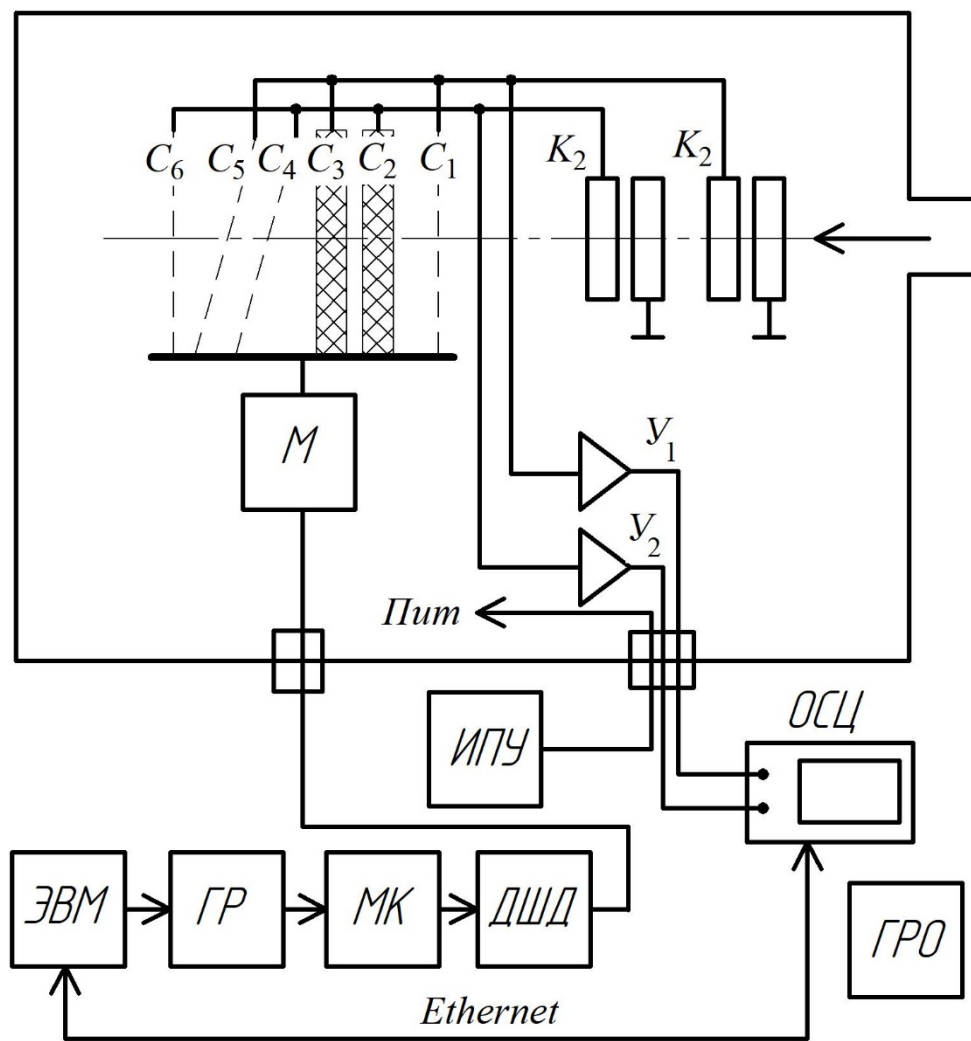 C6 C5 C4 C3 C2 C1 K2 K2
М
У1
У2
Пит
ИПУ
ОСЦ
ЭВМ ГР МК ДШД
ГРО
Ethernet